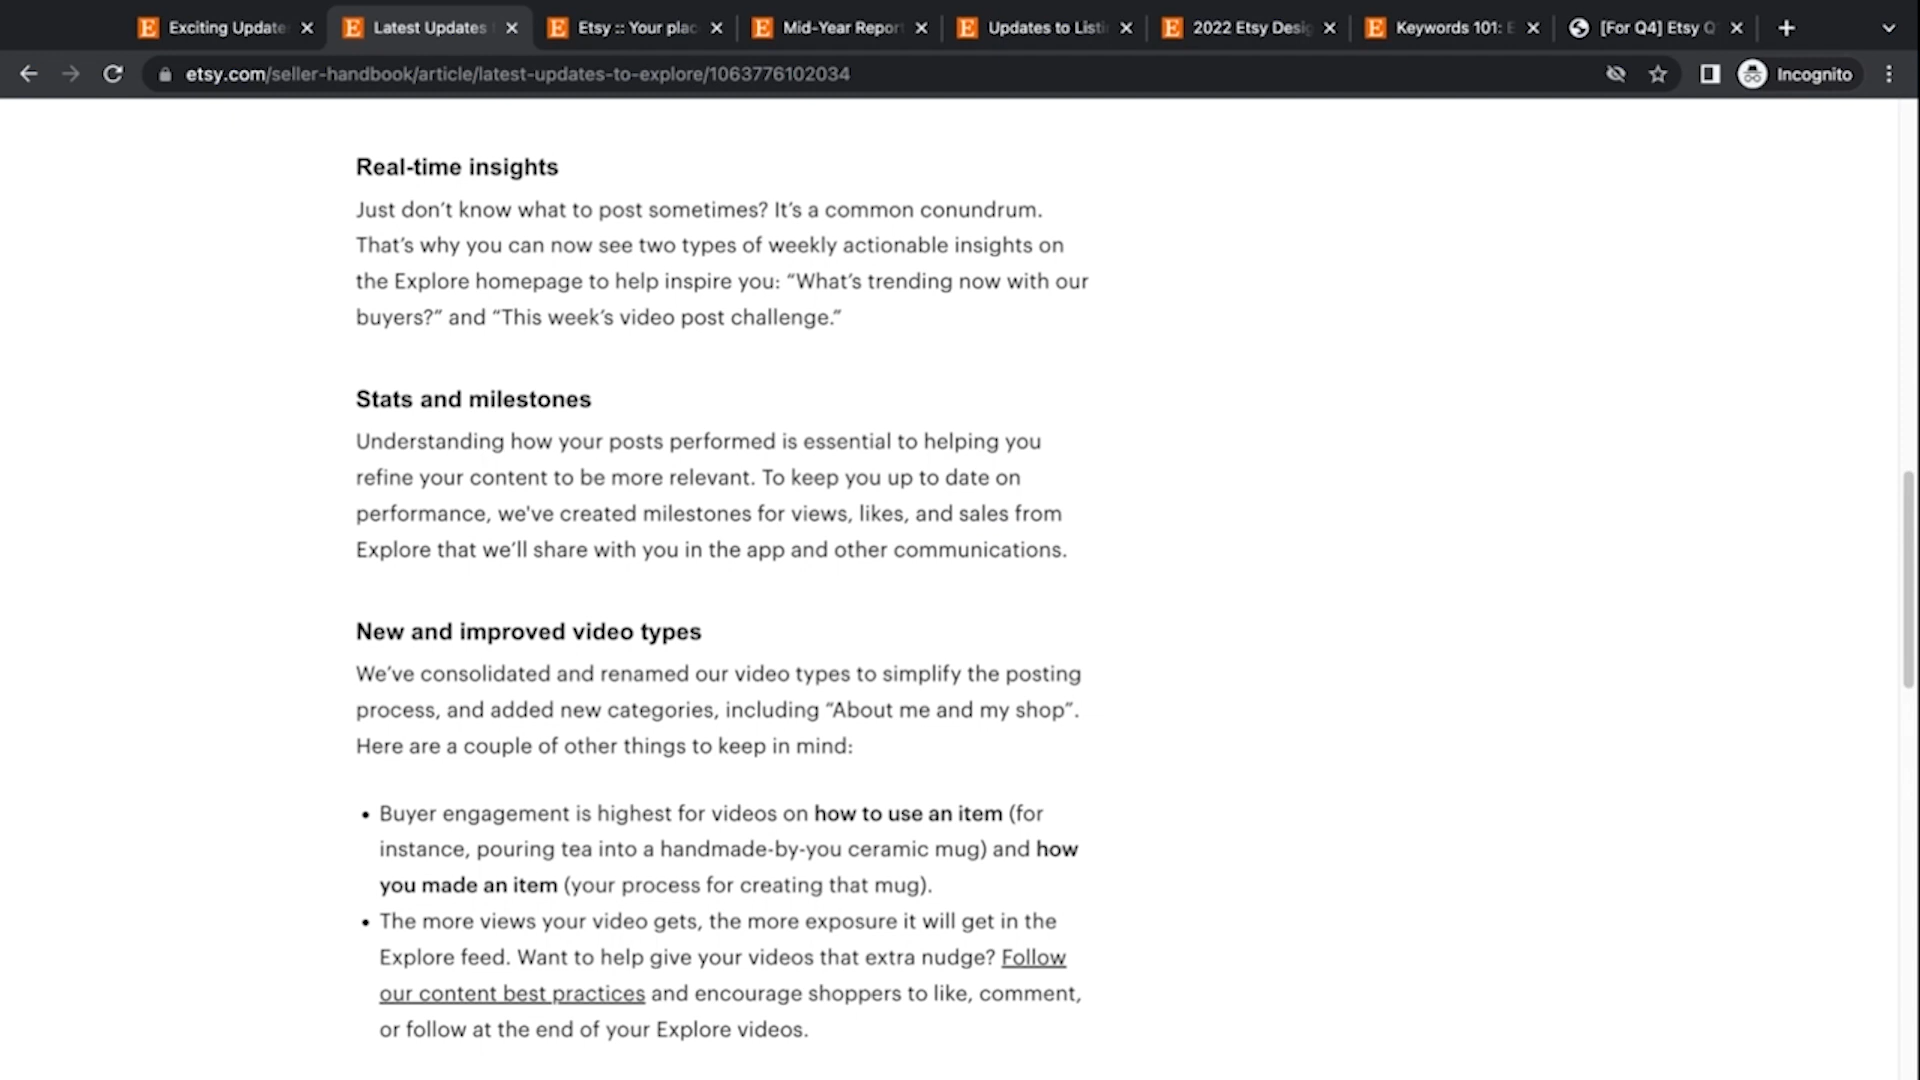 Exciting Update
Latest Updates
Etsy :: Your plac
Mid-Year Report
Updates to Listi
2022 Etsy Desig
Keywords 101: E
[For Q4] Etsy Q
etsy.com/seller-handbook/article/latest-updates-to-explore/1063776102034
Incognito
Real-time insights
Just don’t know what to post sometimes? It’s a common conundrum.
That’s why you can now see two types of weekly actionable insights on
the Explore homepage to help inspire you: “What’s trending now with our
buyers?” and “This week’s video post challenge.”
Stats and milestones
Understanding how your posts performed is essential to helping you
refine your content to be more relevant. To keep you up to date on
performance, we've created milestones for views, likes, and sales from
Explore that we’ll share with you in the app and other communications.
New and improved video types
We’ve consolidated and renamed our video types to simplify the posting
process, and added new categories, including “About me and my shop”.
Here are a couple of other things to keep in mind:
• Buyer engagement is highest for videos on how to use an item (for
instance, pouring tea into a handmade-by-you ceramic mug) and how
you made an item (your process for creating that mug).
• The more views your video gets, the more exposure it will get in the
Explore feed. Want to help give your videos that extra nudge? Follow
our content best practices and encourage shoppers to like, comment,
or follow at the end of your Explore videos.